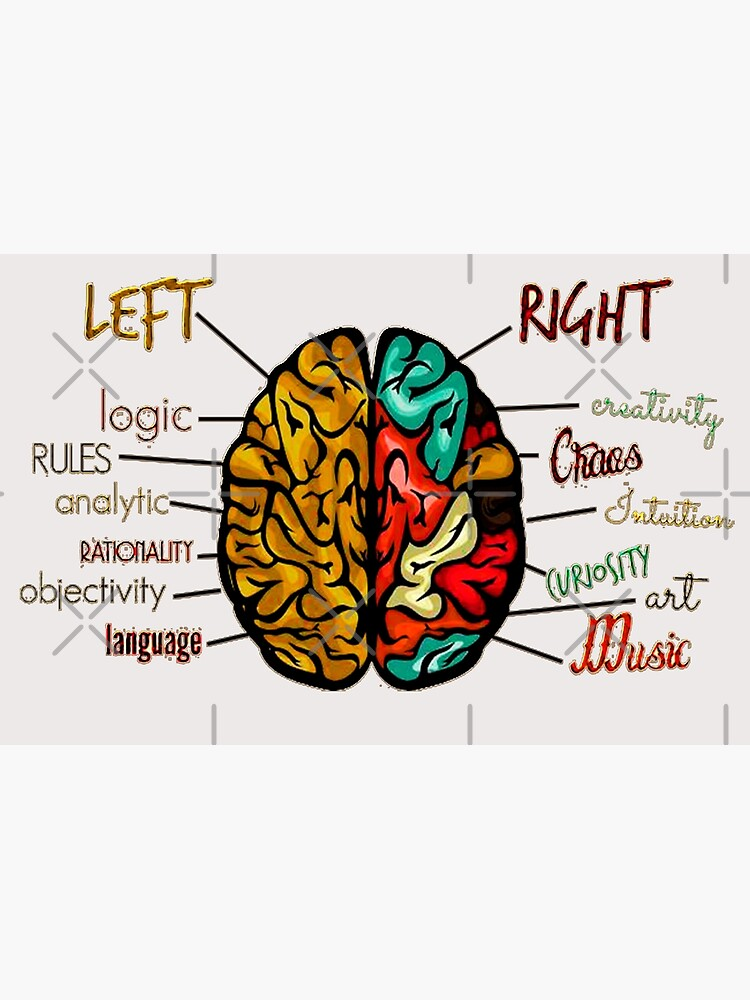 LEFT
logic
RULES
analytic
RATIONALITY
objectivity
language
RIGHT
creativity
Chaos
Intuition
CURIOSITY
art
Music